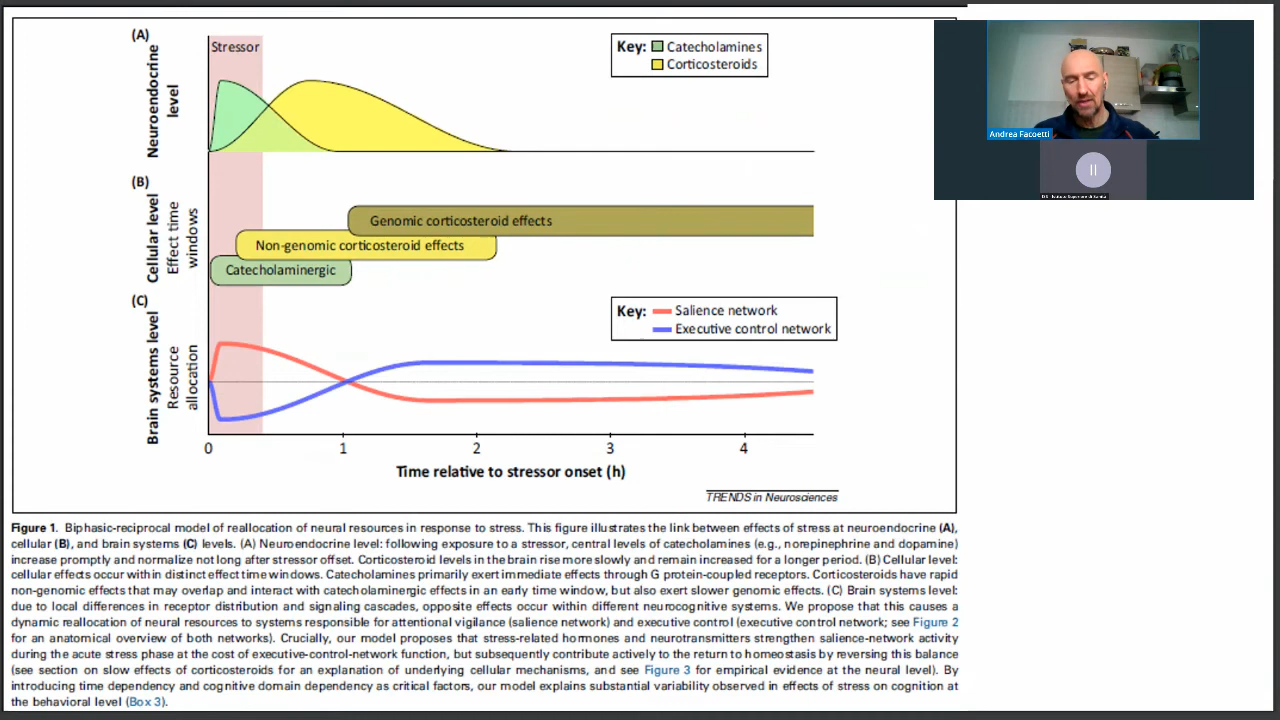 (A)
Neuroendocrine
level
Stressor
Key: Catecholamines
Corticosteroids
Andrea Facoetti
(B)
Cellular level
Effect time
windows
Genomic corticosteroid effects
Non-genomic corticosteroid effects
Catecholaminergic
(C)
Brain systems level
Resource
allocation
Key: Salience network
Executive control network
0 1 2 3 4
Time relative to stressor onset (h)
TRENDS in Neurosciences
Figure 1. Biphasic-reciprocal model of reallocation of neural resources in response to stress. This figure illustrates the link between effects of stress at neuroendocrine (A),
cellular (B), and brain systems (C) levels. (A) Neuroendocrine level: following exposure to a stressor, central levels of catecholamines (e.g., norepinephrine and dopamine)
increase promptly and normalize not long after stressor offset. Corticosteroid levels in the brain rise more slowly and remain increased for a longer period. (B) Cellular level:
cellular effects occur within distinct effect time windows. Catecholamines primarily exert immediate effects through G protein-coupled receptors. Corticosteroids have rapid
non-genomic effects that may overlap and interact with catecholaminergic effects in an early time window, but also exert slower genomic effects. (C) Brain systems level:
due to local differences in receptor distribution and signaling cascades, opposite effects occur within different neurocognitive systems. We propose that this causes a
dynamic reallocation of neural resources to systems responsible for attentional vigilance (salience network) and executive control (executive control network; see Figure 2
for an anatomical overview of both networks). Crucially, our model proposes that stress-related hormones and neurotransmitters strengthen salience-network activity
during the acute stress phase at the cost of executive-control-network function, but subsequently contribute actively to the return to homeostasis by reversing this balance
(see section on slow effects of corticosteroids for an explanation of underlying cellular mechanisms, and see Figure 3 for empirical evidence at the neural level). By
introducing time dependency and cognitive domain dependency as critical factors, our model explains substantial variability observed in effects of stress on cognition at
the behavioral level (Box 3).